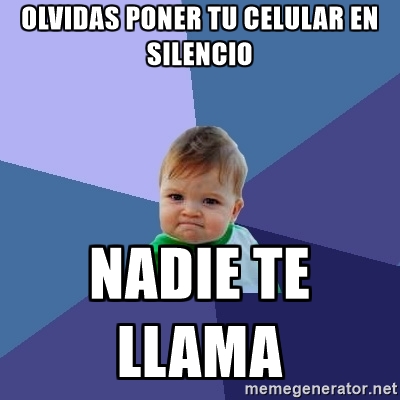 OLVIDAS PONER TU CELULAR EN
SILENCIO
NADIE TE
LLAMA
memegenerator.net